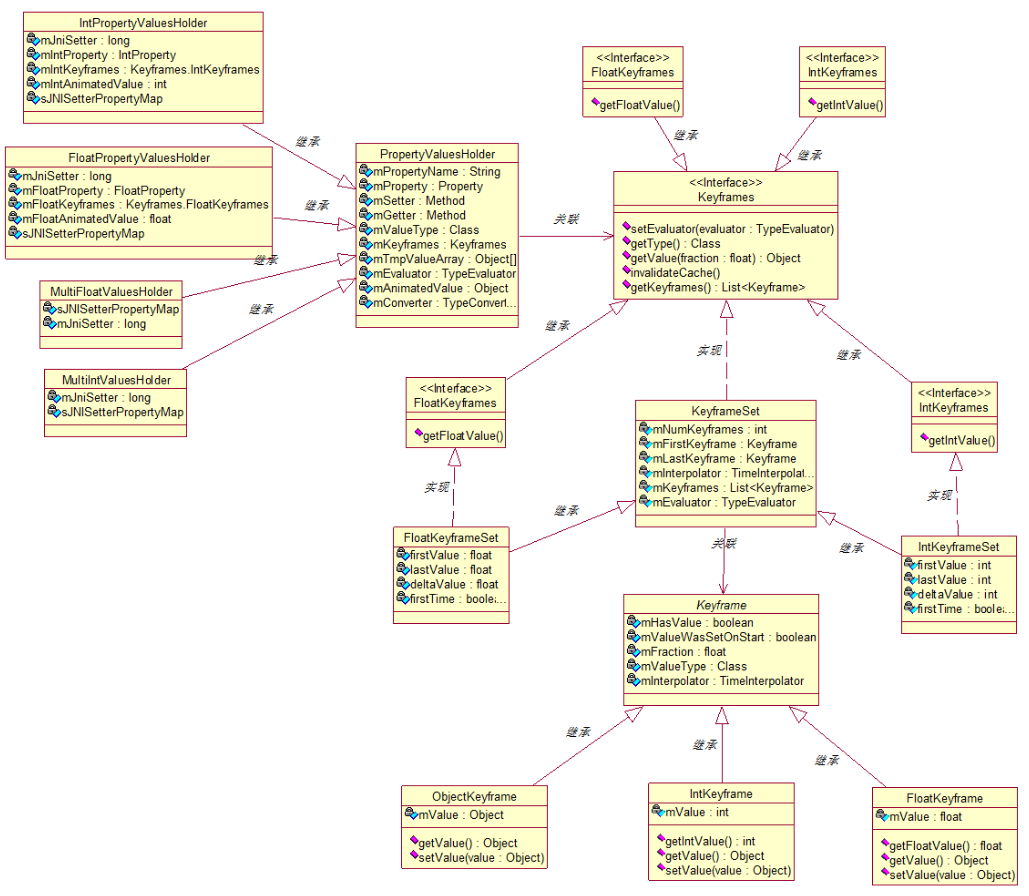 IntPropertyValuesHolder
mJniSetter : long
mIntProperty : IntProperty
mIntKeyframes : Keyframes.IntKeyframes
mIntAnimatedValue : int
sJNISetterPropertyMap
继承
FloatPropertyValuesHolder
mJniSetter : long
mFloatProperty : FloatProperty
mFloatKeyframes : Keyframes.FloatKeyframes
mFloatAnimatedValue : float
sJNISetterPropertyMap
继承
MultiFloatValuesHolder
sJNISetterPropertyMap
mJniSetter : long
继承
MultiIntValuesHolder
mJniSetter : long
sJNISetterPropertyMap
继承
PropertyValuesHolder
mPropertyName : String
mProperty : Property
mSetter : Method
mGetter : Method
mValueType : Class
mKeyframes : Keyframes
mTmpValueArray : Object[]
mEvaluator : TypeEvaluator
mAnimatedValue : Object
mConverter : TypeConvert...
关联
<<Interface>>
FloatKeyframes
getFloatValue()
继承
<<Interface>>
IntKeyframes
getIntValue()
继承
<<Interface>>
Keyframes
setEvaluator(evaluator : TypeEvaluator)
getType() : Class
getValue(fraction : float) : Object
invalidateCache()
getKeyframes() : List<Keyframe>
继承
实现
继承
<<Interface>>
FloatKeyframes
getFloatValue()
实现
KeyframeSet
mNumKeyframes : int
mFirstKeyframe : Keyframe
mLastKeyframe : Keyframe
mInterpolator : TimeInterpolat...
mKeyframes : List<Keyframe>
mEvaluator : TypeEvaluator
<<Interface>>
IntKeyframes
getIntValue()
实现
FloatKeyframeSet
firstValue : float
lastValue : float
deltaValue : float
firstTime : boolea...
继承
关联
继承
IntKeyframeSet
firstValue : int
lastValue : int
deltaValue : int
firstTime : boolea...
Keyframe
mHasValue : boolean
mValueWasSetOnStart : boolean
mFraction : float
mValueType : Class
mInterpolator : TimeInterpolator
继承
继承
继承
ObjectKeyframe
mValue : Object
getValue() : Object
setValue(value : Object)
IntKeyframe
mValue : int
getIntValue() : int
getValue() : Object
setValue(value : Object)
FloatKeyframe
mValue : float
getFloatValue() : float
getValue() : Object
setValue(value : Object)